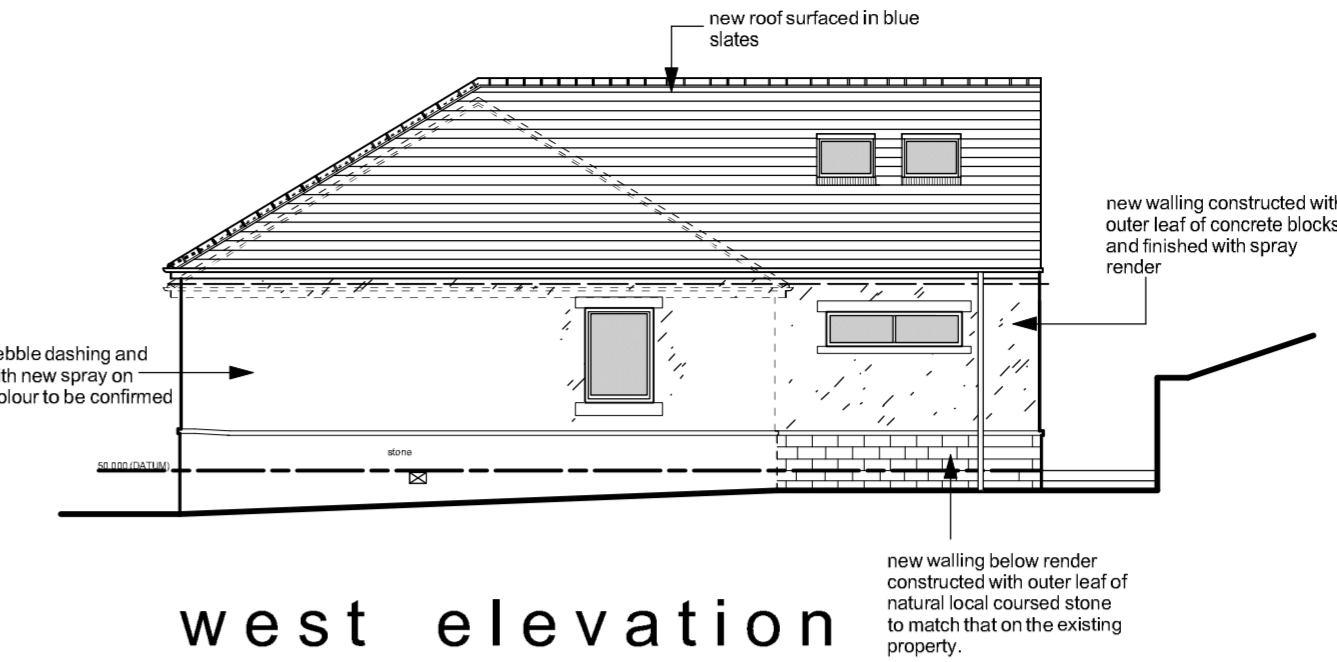 new roof surfaced in blue
slates
new walling constructed with
outer leaf of concrete blocks
and finished with spray
render
ebble dashing and
ith new spray on
olour to be confirmed
stone
50.000 (DATUM)
new walling below render
constructed with outer leaf of
natural local coursed stone
to match that on the existing
property.
west elevation